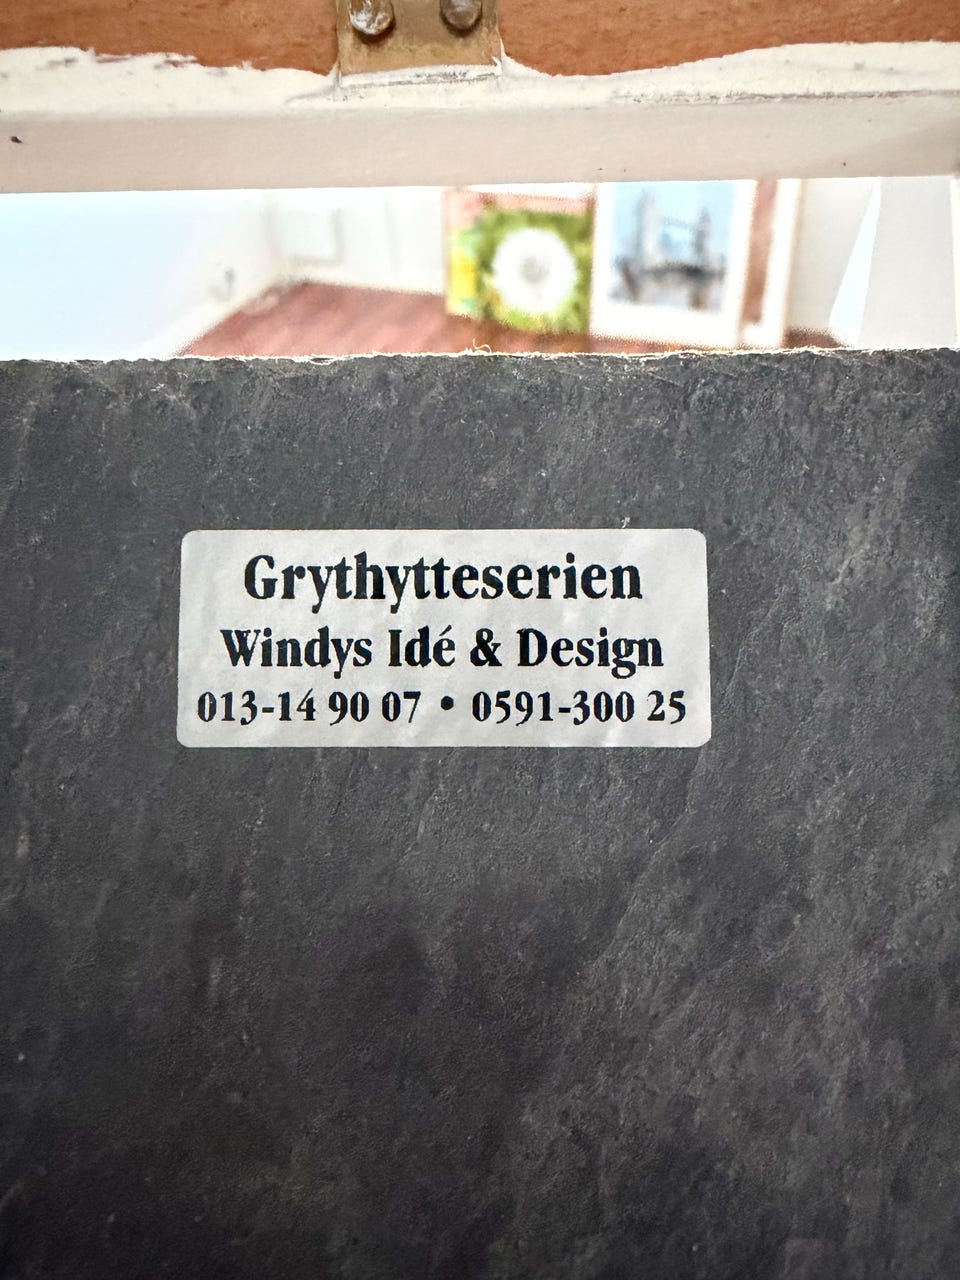 Grythytteserien
Windys Idé & Design
013-14 90 07 • 0591-300 25